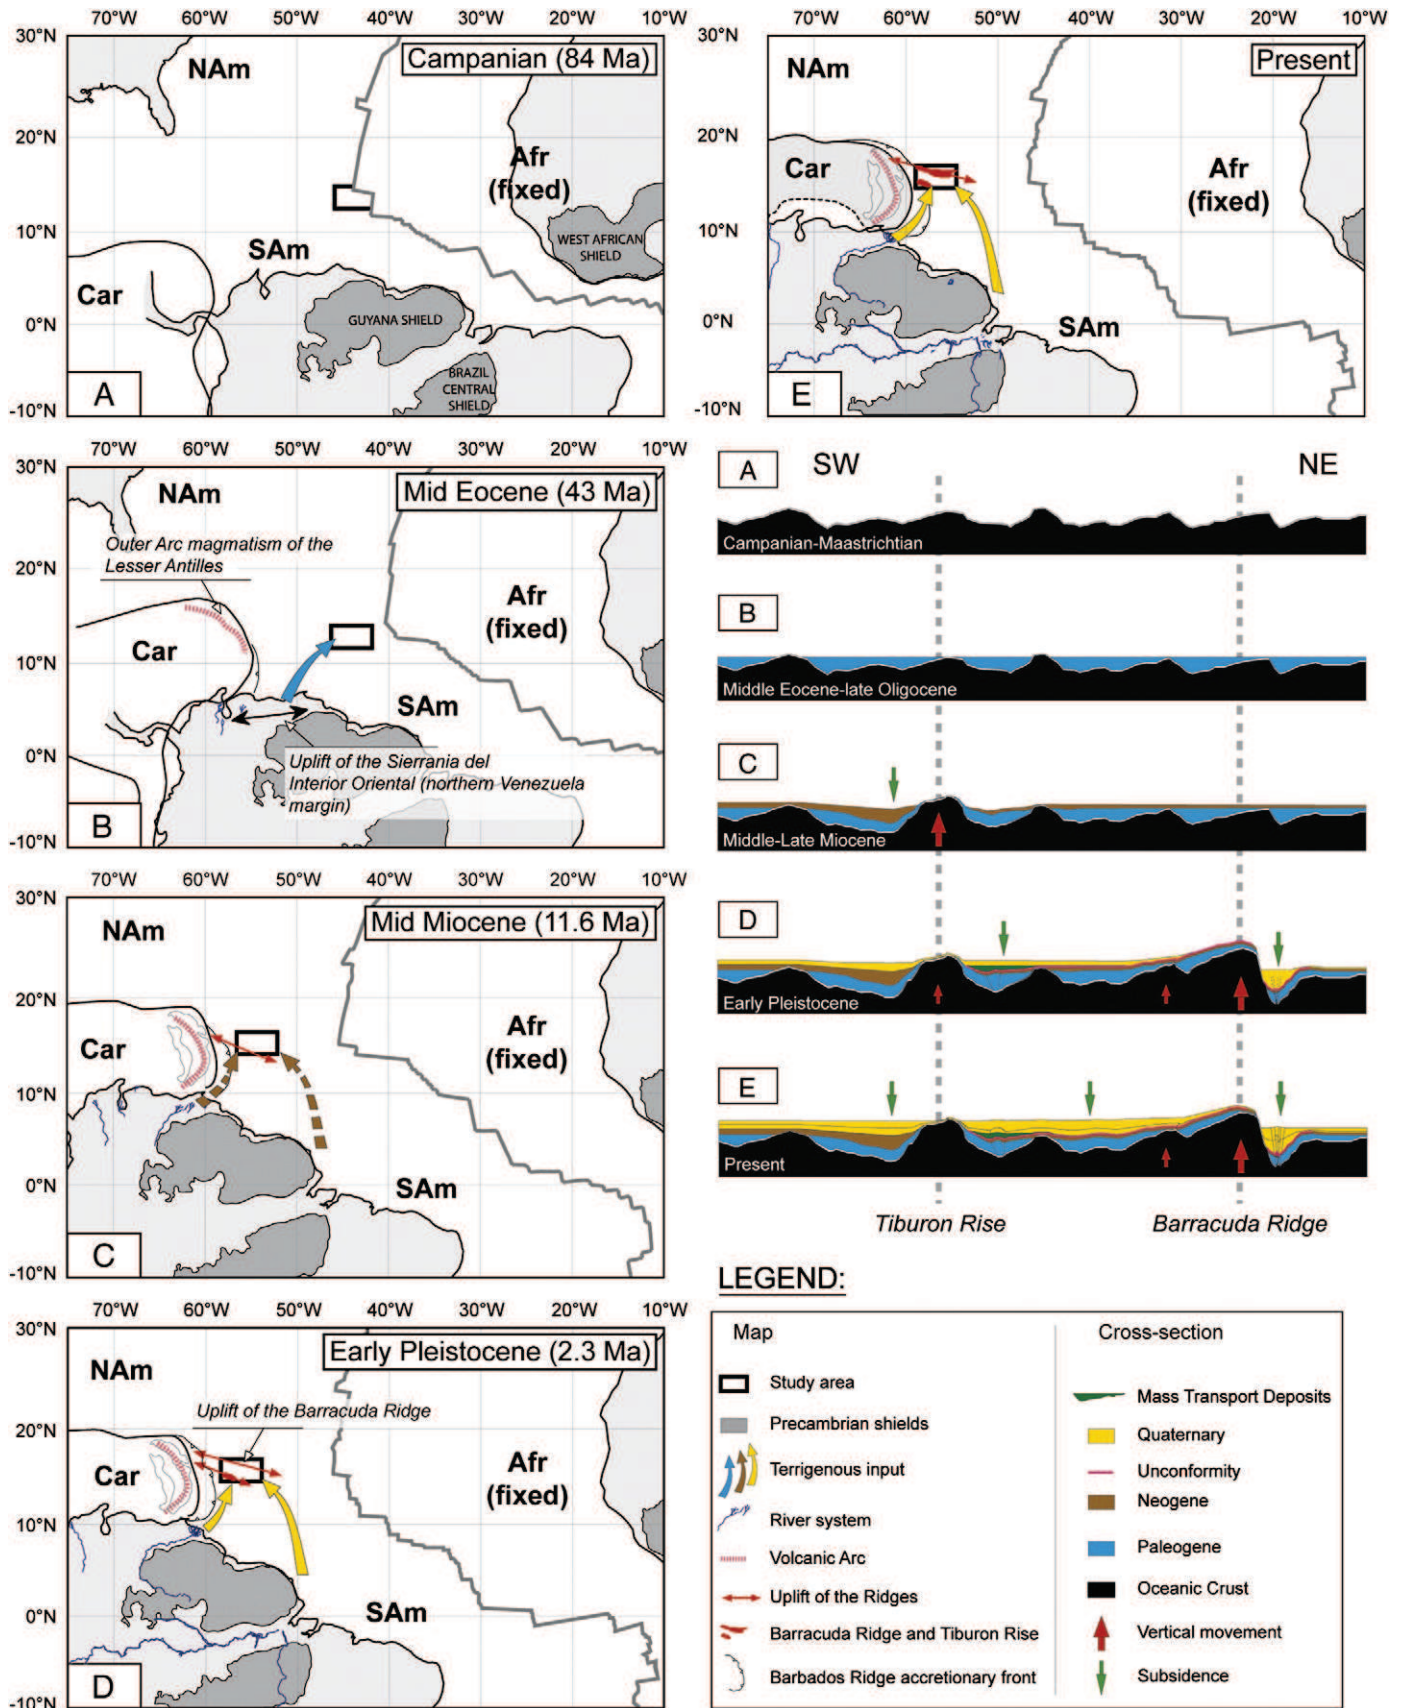 70°W 60°W 50°W 40°W 30°W 20°W 10°W
30°N
20°N
10°N
0°N
-10°N
Campanian (84 Ma)
NAm
Afr
(fixed)
WEST AFRICAN
SHIELD
SAm
Car
GUYANA SHIELD
BRAZIL
CENTRAL
SHIELD
A
70°W 60°W 50°W 40°W 30°W 20°W 10°W
30°N
20°N
10°N
0°N
-10°N
Mid Eocene (43 Ma)
NAm
Outer Arc magmatism of the
Lesser Antilles
Afr
(fixed)
Car
SAm
Uplift of the Sierrania del
Interior Oriental (northern Venezuela
margin)
B
70°W 60°W 50°W 40°W 30°W 20°W 10°W
30°N
20°N
10°N
0°N
-10°N
Mid Miocene (11.6 Ma)
NAm
Afr
(fixed)
Car
SAm
C
70°W 60°W 50°W 40°W 30°W 20°W 10°W
30°N
20°N
10°N
0°N
-10°N
Early Pleistocene (2.3 Ma)
NAm
Uplift of the Barracuda Ridge
Car
Afr
(fixed)
SAm
D
70°W 60°W 50°W 40°W 30°W 20°W 10°W
30°N
20°N
10°N
0°N
-10°N
Present
NAm
Car
Afr
(fixed)
SAm
E
A SW NE
Campanian-Maastrichtian
B
Middle Eocene-late Oligocene
C
Middle-Late Miocene
D
Early Pleistocene
E
Present
Tiburon Rise Barracuda Ridge
LEGEND:
Map
Study area
Precambrian shields
Terrigenous input
River system
Volcanic Arc
Uplift of the Ridges
Barracuda Ridge and Tiburon Rise
Barbados Ridge accretionary front
Cross-section
Mass Transport Deposits
Quaternary
Unconformity
Neogene
Paleogene
Oceanic Crust
Vertical movement
Subsidence